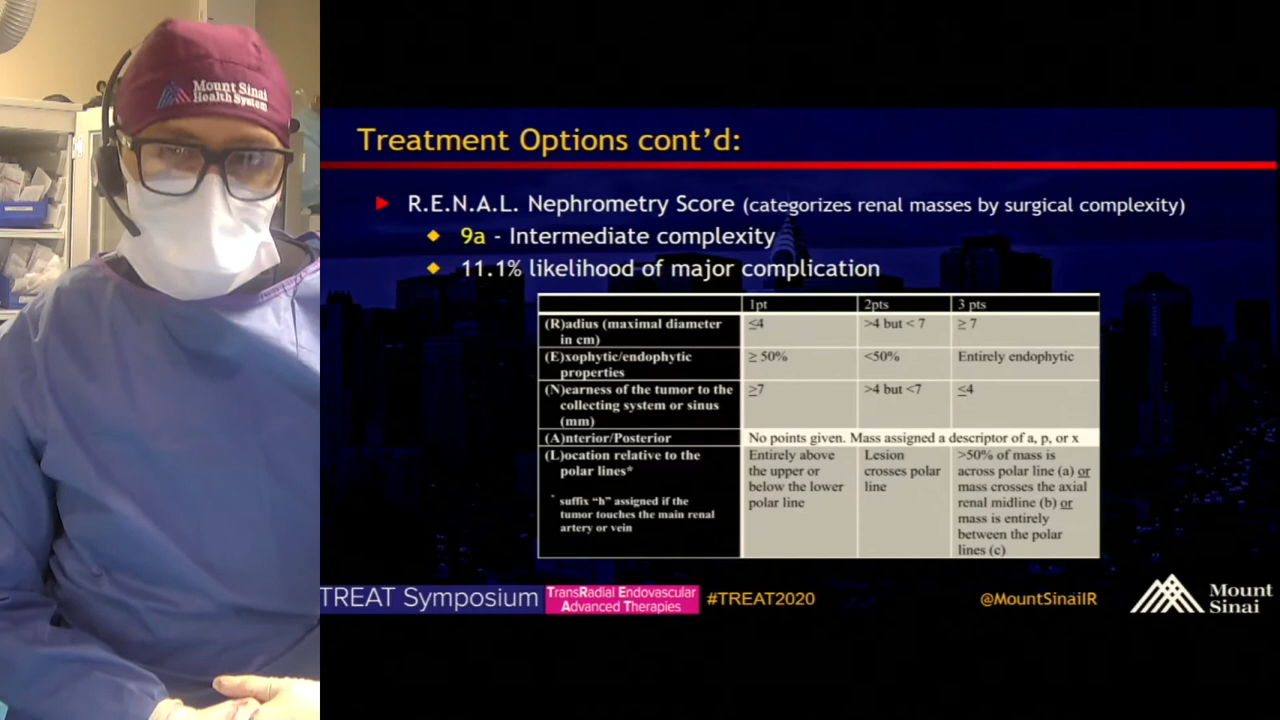 Mount Sinai
Health System
Treatment Options cont’d:
R.E.N.A.L. Nephrometry Score (categorizes renal masses by surgical complexity)
9a - Intermediate complexity
11.1% likelihood of major complication
1pt 2pts 3 pts
(R)adius (maximal diameter in cm) ≤4 >4 but < 7 ≥ 7
(E)xophytic/endophytic properties ≥ 50% <50% Entirely endophytic
(N)earness of the tumor to the collecting system or sinus (mm) ≥7 >4 but <7 ≤4
(A)nterior/Posterior No points given. Mass assigned a descriptor of a, p, or x
(L)ocation relative to the polar lines*
* suffix “h” assigned if the tumor touches the main renal artery or vein
Entirely above the upper or below the lower polar line
Lesion crosses polar line
>50% of mass is across polar line (a) or mass crosses the axial renal midline (b) or mass is entirely between the polar lines (c)
TREAT Symposium
TransRadial Endovascular
Advanced Therapies
#TREAT2020
@MountSinaiIR
Mount
Sinai